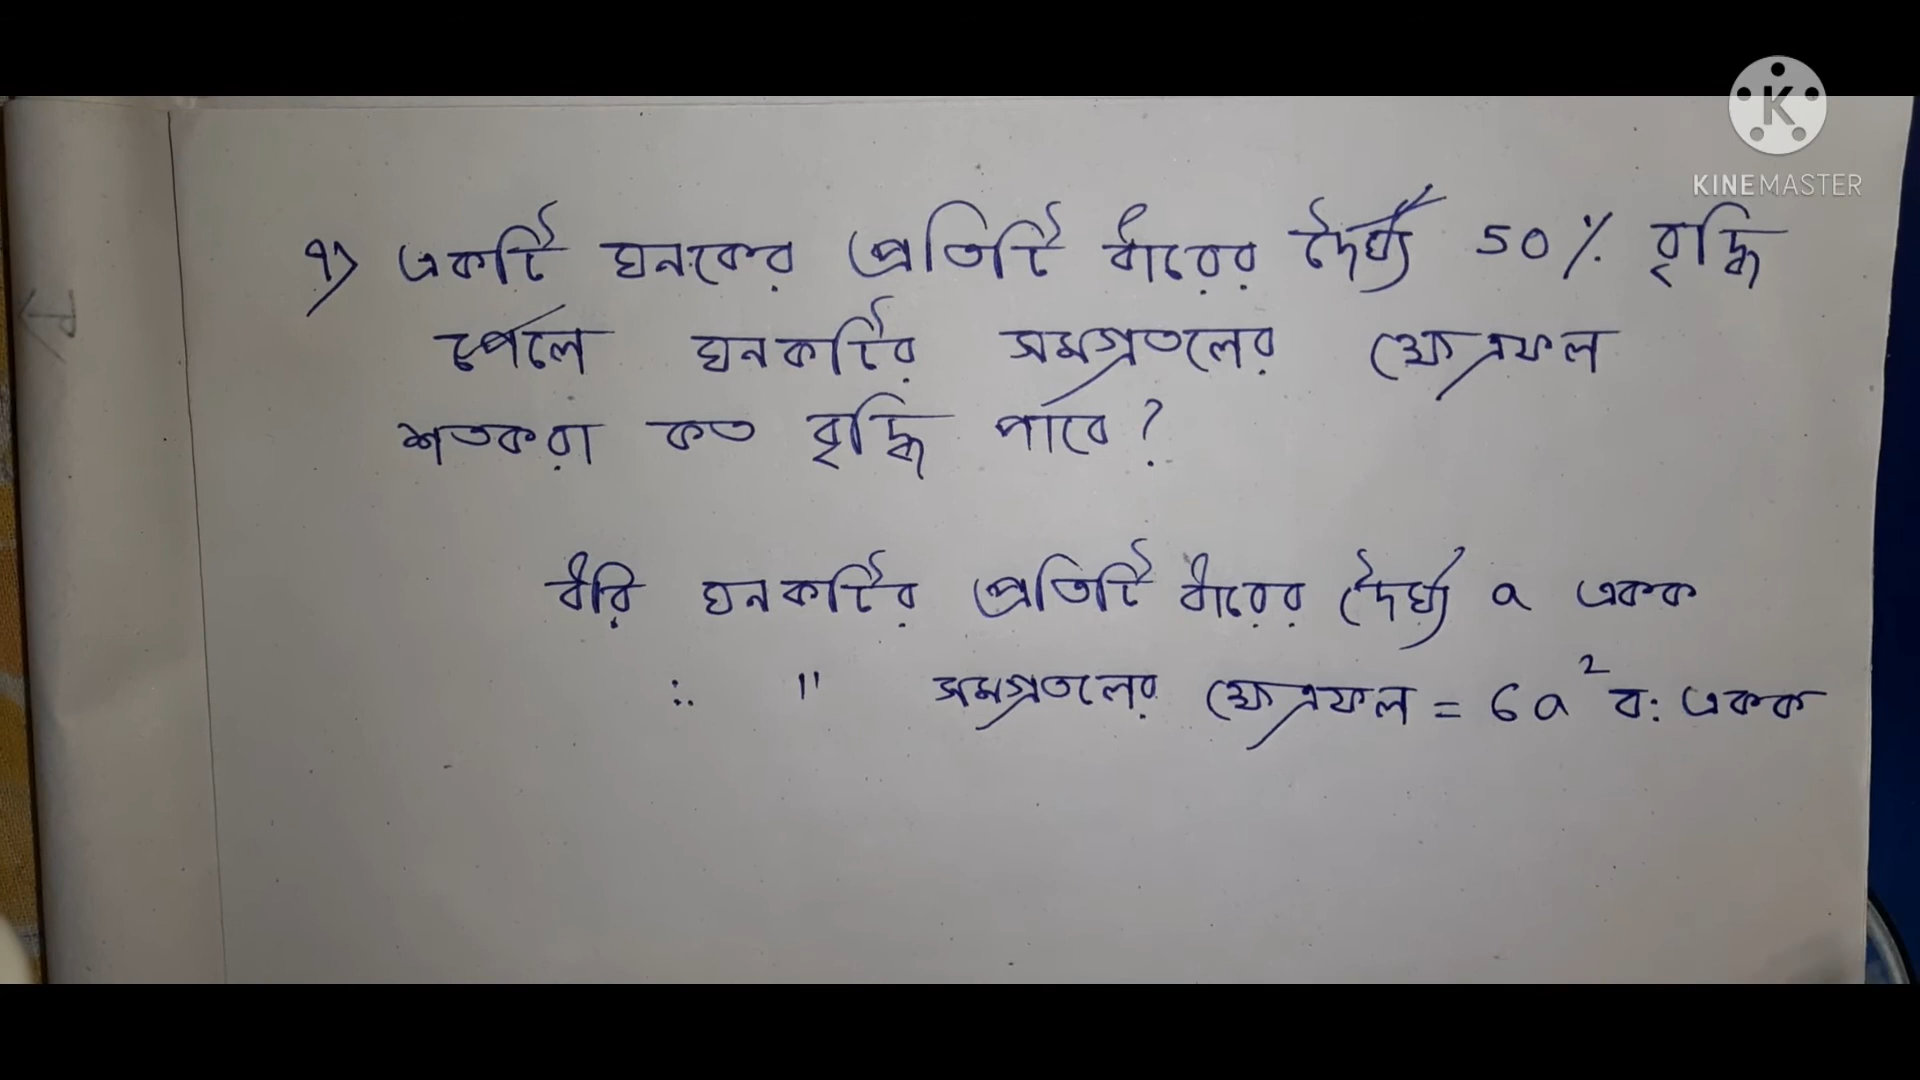 KINEMASTER
৭) একটি ঘনকের প্রতিটি ধারের দৈর্ঘ্য 50% বৃদ্ধি
পেলে ঘনকটির সমগ্রতলের ক্ষেত্রফল
শতকরা কত বৃদ্ধি পাবে?
ধরি ঘনকটির প্রতিটি ধারের দৈর্ঘ্য a একক
∴ " সমগ্রতলের ক্ষেত্রফল = 6a² ব: একক